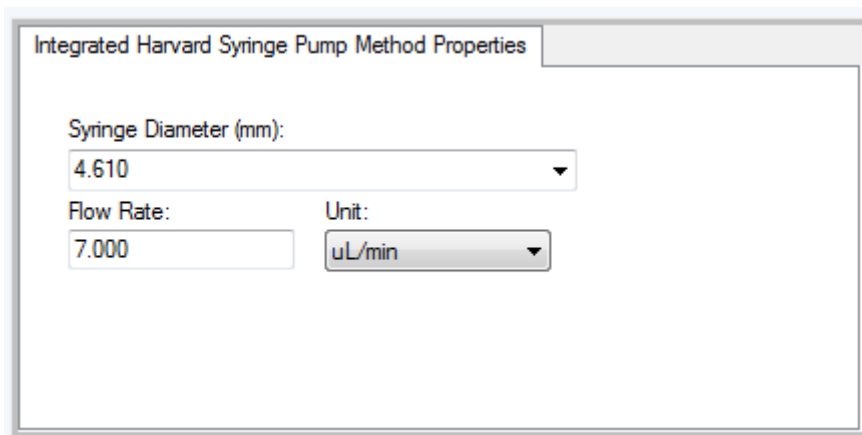 Integrated Harvard Syringe Pump Method Properties
Syringe Diameter (mm):
4.610
Flow Rate: Unit:
7.000 uL/min